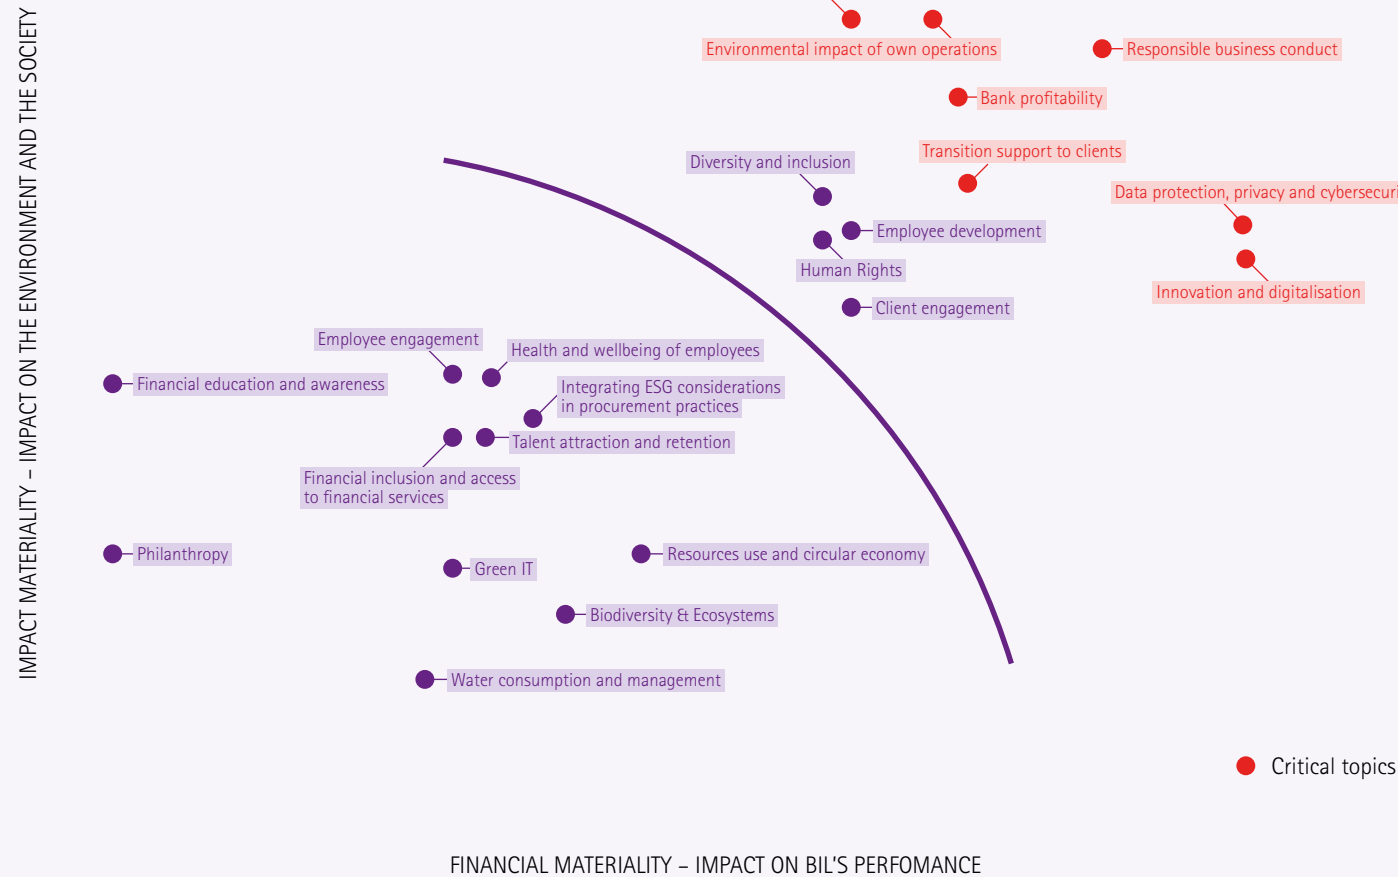 IMPACT MATERIALITY – IMPACT ON THE ENVIRONMENT AND THE SOCIETY
Environmental impact of own operations
Responsible business conduct
Bank profitability
Transition support to clients
Diversity and inclusion
Data protection, privacy and
Employee development
Human Rights
Innovation and digitalisation
Client engagement
Employee engagement
Health and wellbeing of employees
Financial education and awareness
Integrating ESG considerations
in procurement practices
Talent attraction and retention
Financial inclusion and access
to financial services
Philanthropy
Resources use and circular economy
Green IT
Biodiversity & Ecosystems
Water consumption and management
Critical topics
FINANCIAL MATERIALITY – IMPACT ON BIL'S PERFOMANCE